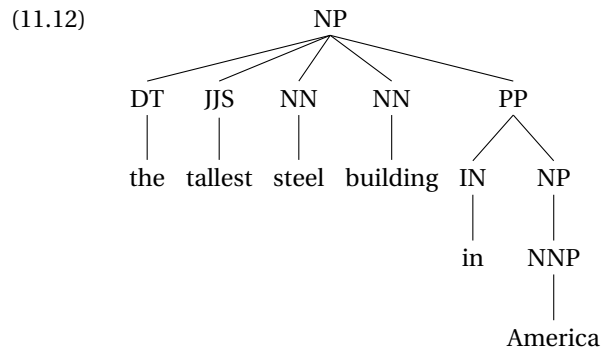 (11.12) NP
DT JJS NN NN PP
the tallest steel building IN NP
in NNP
America